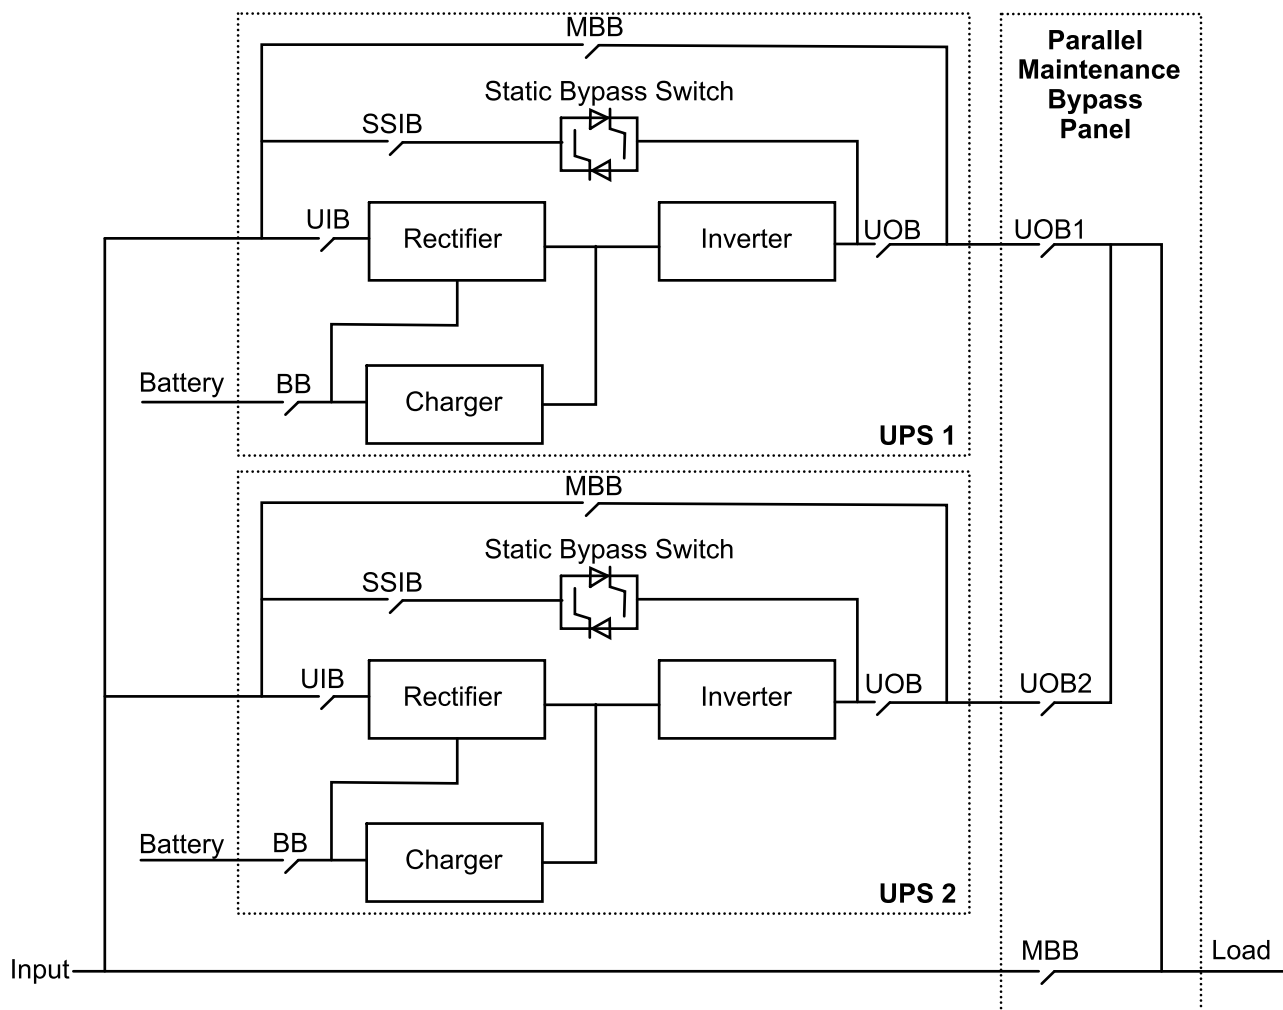 MBB
Parallel
Maintenance
Bypass
Panel
Static Bypass Switch
SSIB
UIB
Rectifier
Inverter
UOB
UOB1
Battery
BB
Charger
UPS 1
MBB
Static Bypass Switch
SSIB
UIB
Rectifier
Inverter
UOB
UOB2
Battery
BB
Charger
UPS 2
MBB
Load
Input